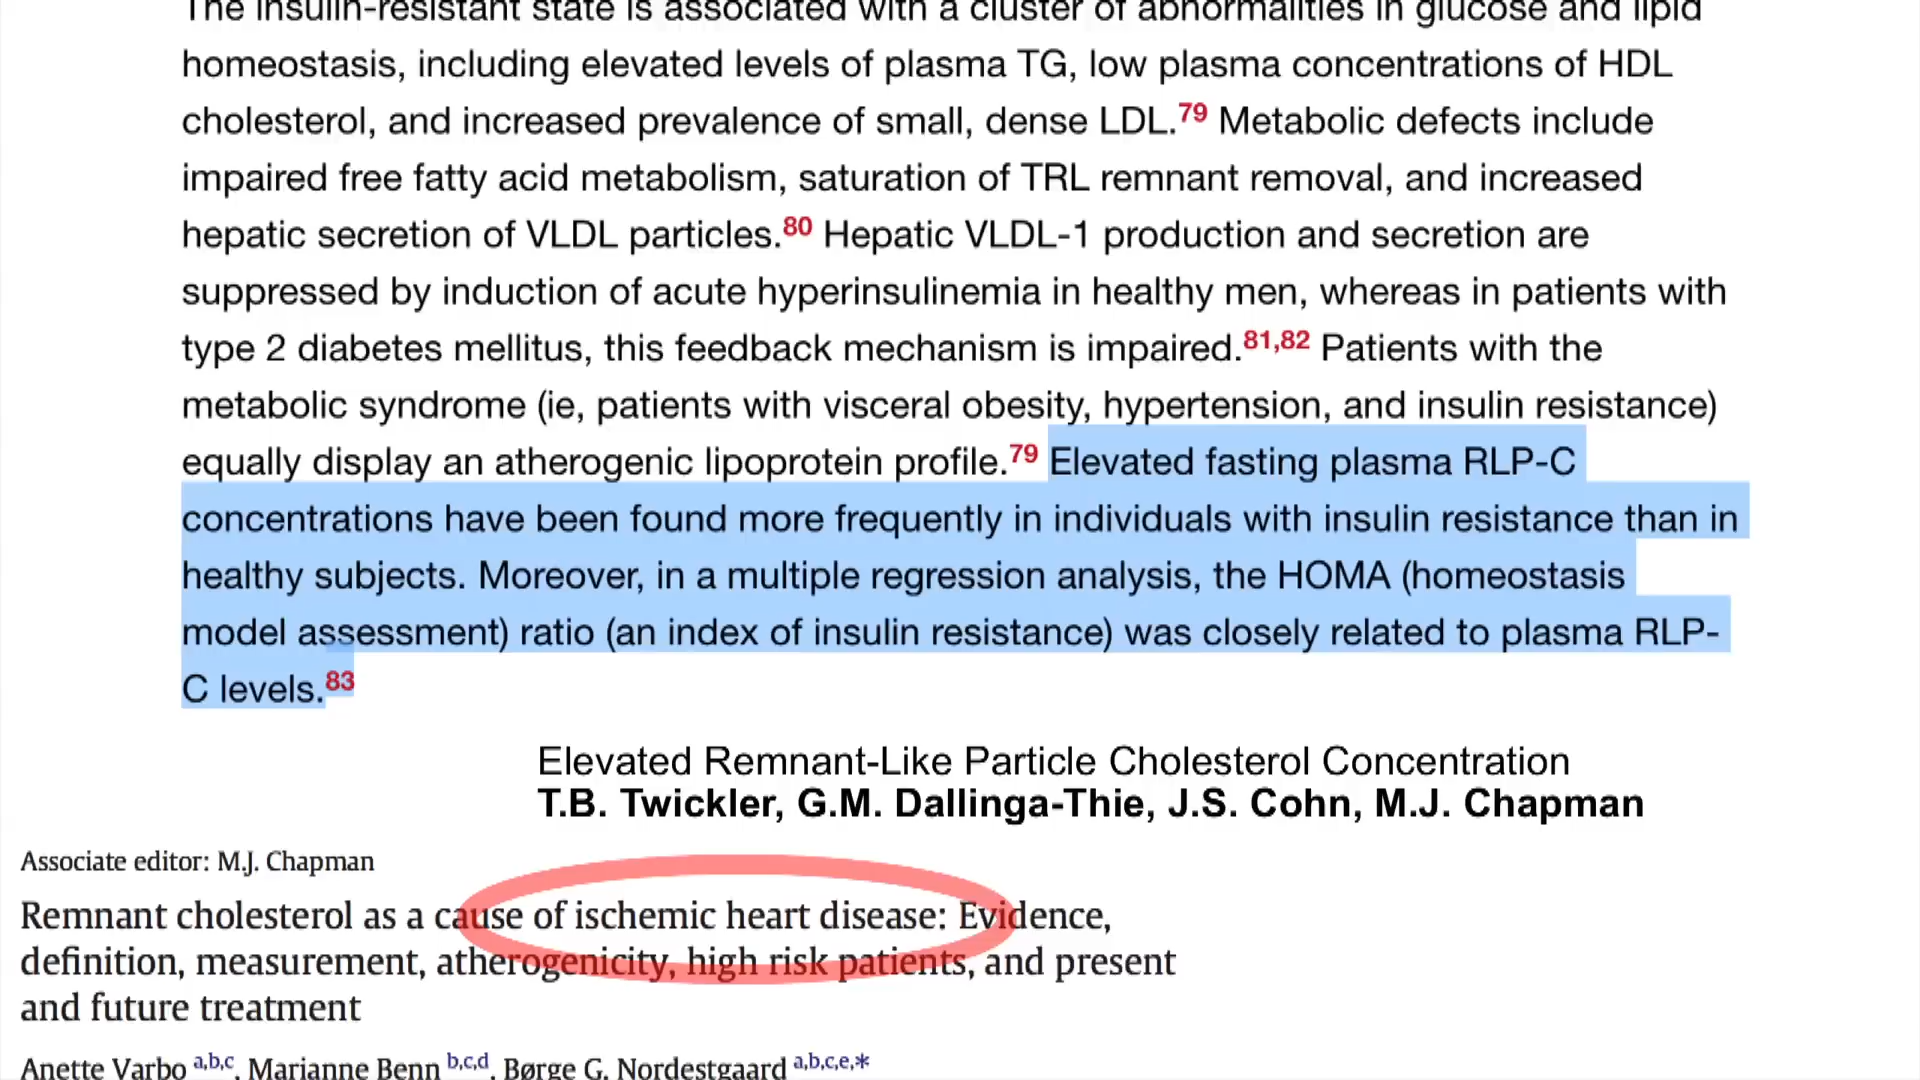 The insulin-resistant state is associated with a cluster of abnormalities in glucose and lipid
homeostasis, including elevated levels of plasma TG, low plasma concentrations of HDL
cholesterol, and increased prevalence of small, dense LDL.79 Metabolic defects include
impaired free fatty acid metabolism, saturation of TRL remnant removal, and increased
hepatic secretion of VLDL particles.80 Hepatic VLDL-1 production and secretion are
suppressed by induction of acute hyperinsulinemia in healthy men, whereas in patients with
type 2 diabetes mellitus, this feedback mechanism is impaired.81,82 Patients with the
metabolic syndrome (ie, patients with visceral obesity, hypertension, and insulin resistance)
equally display an atherogenic lipoprotein profile.79 Elevated fasting plasma RLP-C
concentrations have been found more frequently in individuals with insulin resistance than in
healthy subjects. Moreover, in a multiple regression analysis, the HOMA (homeostasis
model assessment) ratio (an index of insulin resistance) was closely related to plasma RLP-
C levels.83
Elevated Remnant-Like Particle Cholesterol Concentration
T.B. Twickler, G.M. Dallinga-Thie, J.S. Cohn, M.J. Chapman
Associate editor: M.J. Chapman
Remnant cholesterol as a cause of ischemic heart disease: Evidence,
definition, measurement, atherogenicity, high risk patients, and present
and future treatment
Anette Varbo a,b,c, Marianne Benn b,c,d, Børge G. Nordestgaard a,b,c,e,*